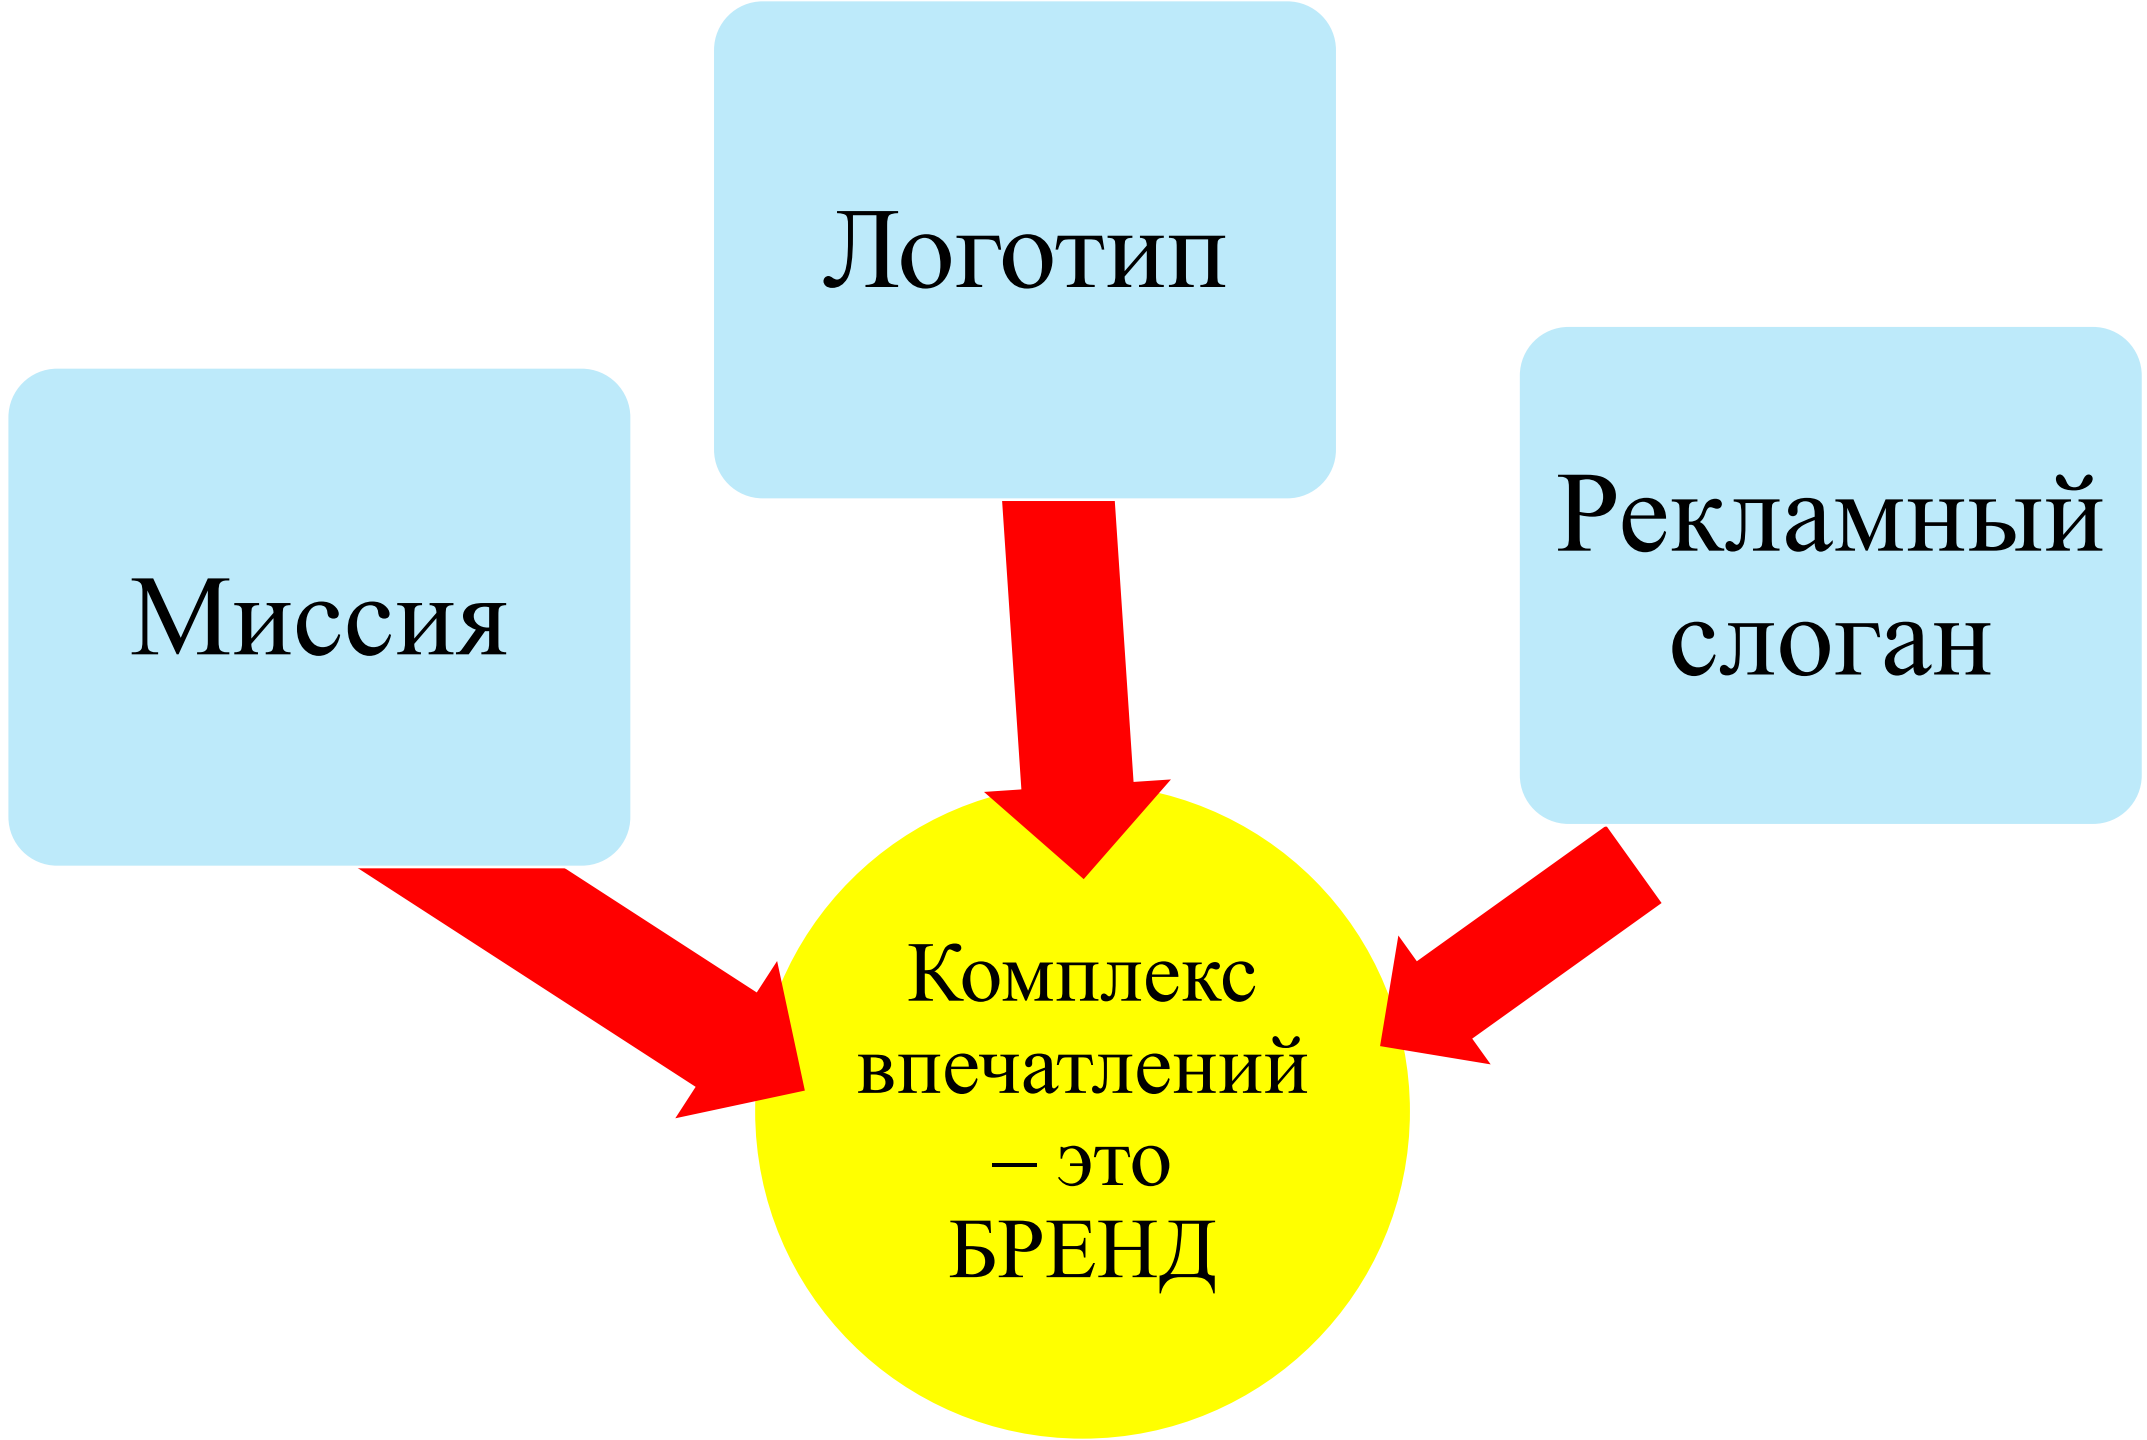 Логотип
Миссия
Рекламный
слоган
Комплекс
впечатлений
– это
БРЕНД